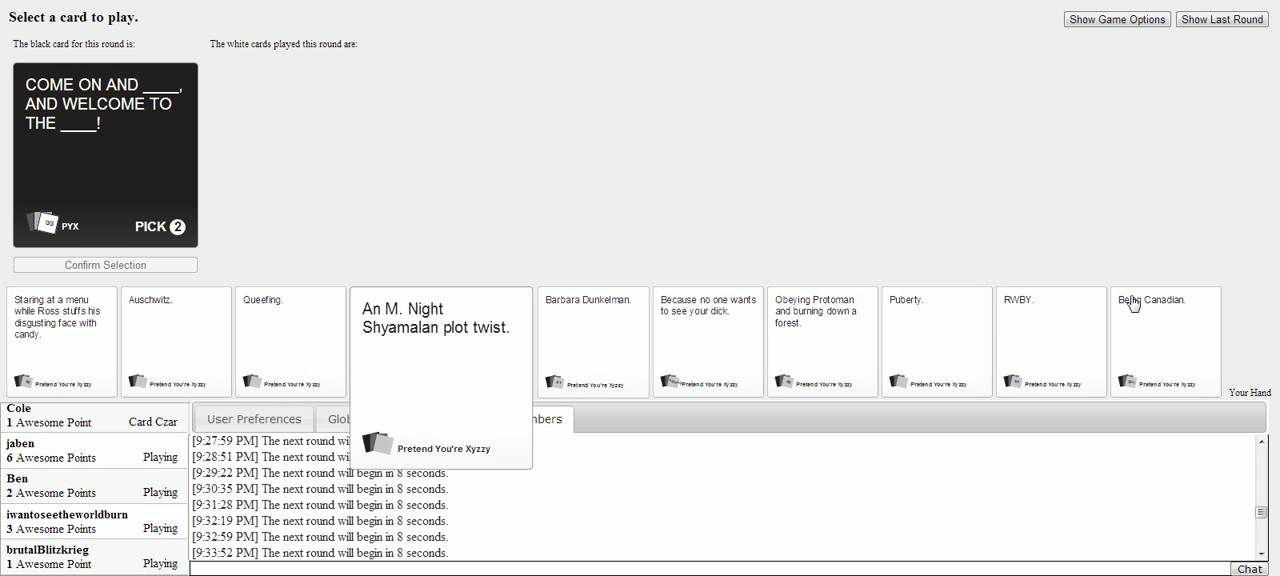 Select a card to play.
Show Game Options
Show Last Round
The black card for this round is:
The white cards played this round are:
COME ON AND ____,
AND WELCOME TO
THE ____!
PYX
PICK 2
Confirm Selection
Staring at a menu
while Ross stuffs his
disgusting face with
candy.
Pretend You're Xyzzy
Auschwitz.
Pretend You're Xyzzy
Queefing.
Pretend You're Xyzzy
An M. Night
Shyamalan plot twist.
Pretend You're Xyzzy
Barbara Dunkelman.
Pretend You're Xyzzy
Because no one wants
to see your dick.
Pretend You're Xyzzy
Obeying Protoman
and burning down a
forest.
Pretend You're Xyzzy
Puberty.
Pretend You're Xyzzy
RWBY.
Pretend You're Xyzzy
Being Canadian.
Pretend You're Xyzzy
Your Hand
Cole
1 Awesome Point Card Czar
jaben
6 Awesome Points Playing
Ben
2 Awesome Points Playing
iwantoseetheworldburn
3 Awesome Points Playing
brutalBlitzkrieg
1 Awesome Point Playing
User Preferences
[9:27:59 PM] The next round wi
[9:28:51 PM] The next round wi
[9:29:22 PM] The next round will begin in 8 seconds.
[9:30:35 PM] The next round will begin in 8 seconds.
[9:31:28 PM] The next round will begin in 8 seconds.
[9:32:19 PM] The next round will begin in 8 seconds.
[9:32:59 PM] The next round will begin in 8 seconds.
[9:33:52 PM] The next round will begin in 8 seconds.
Chat